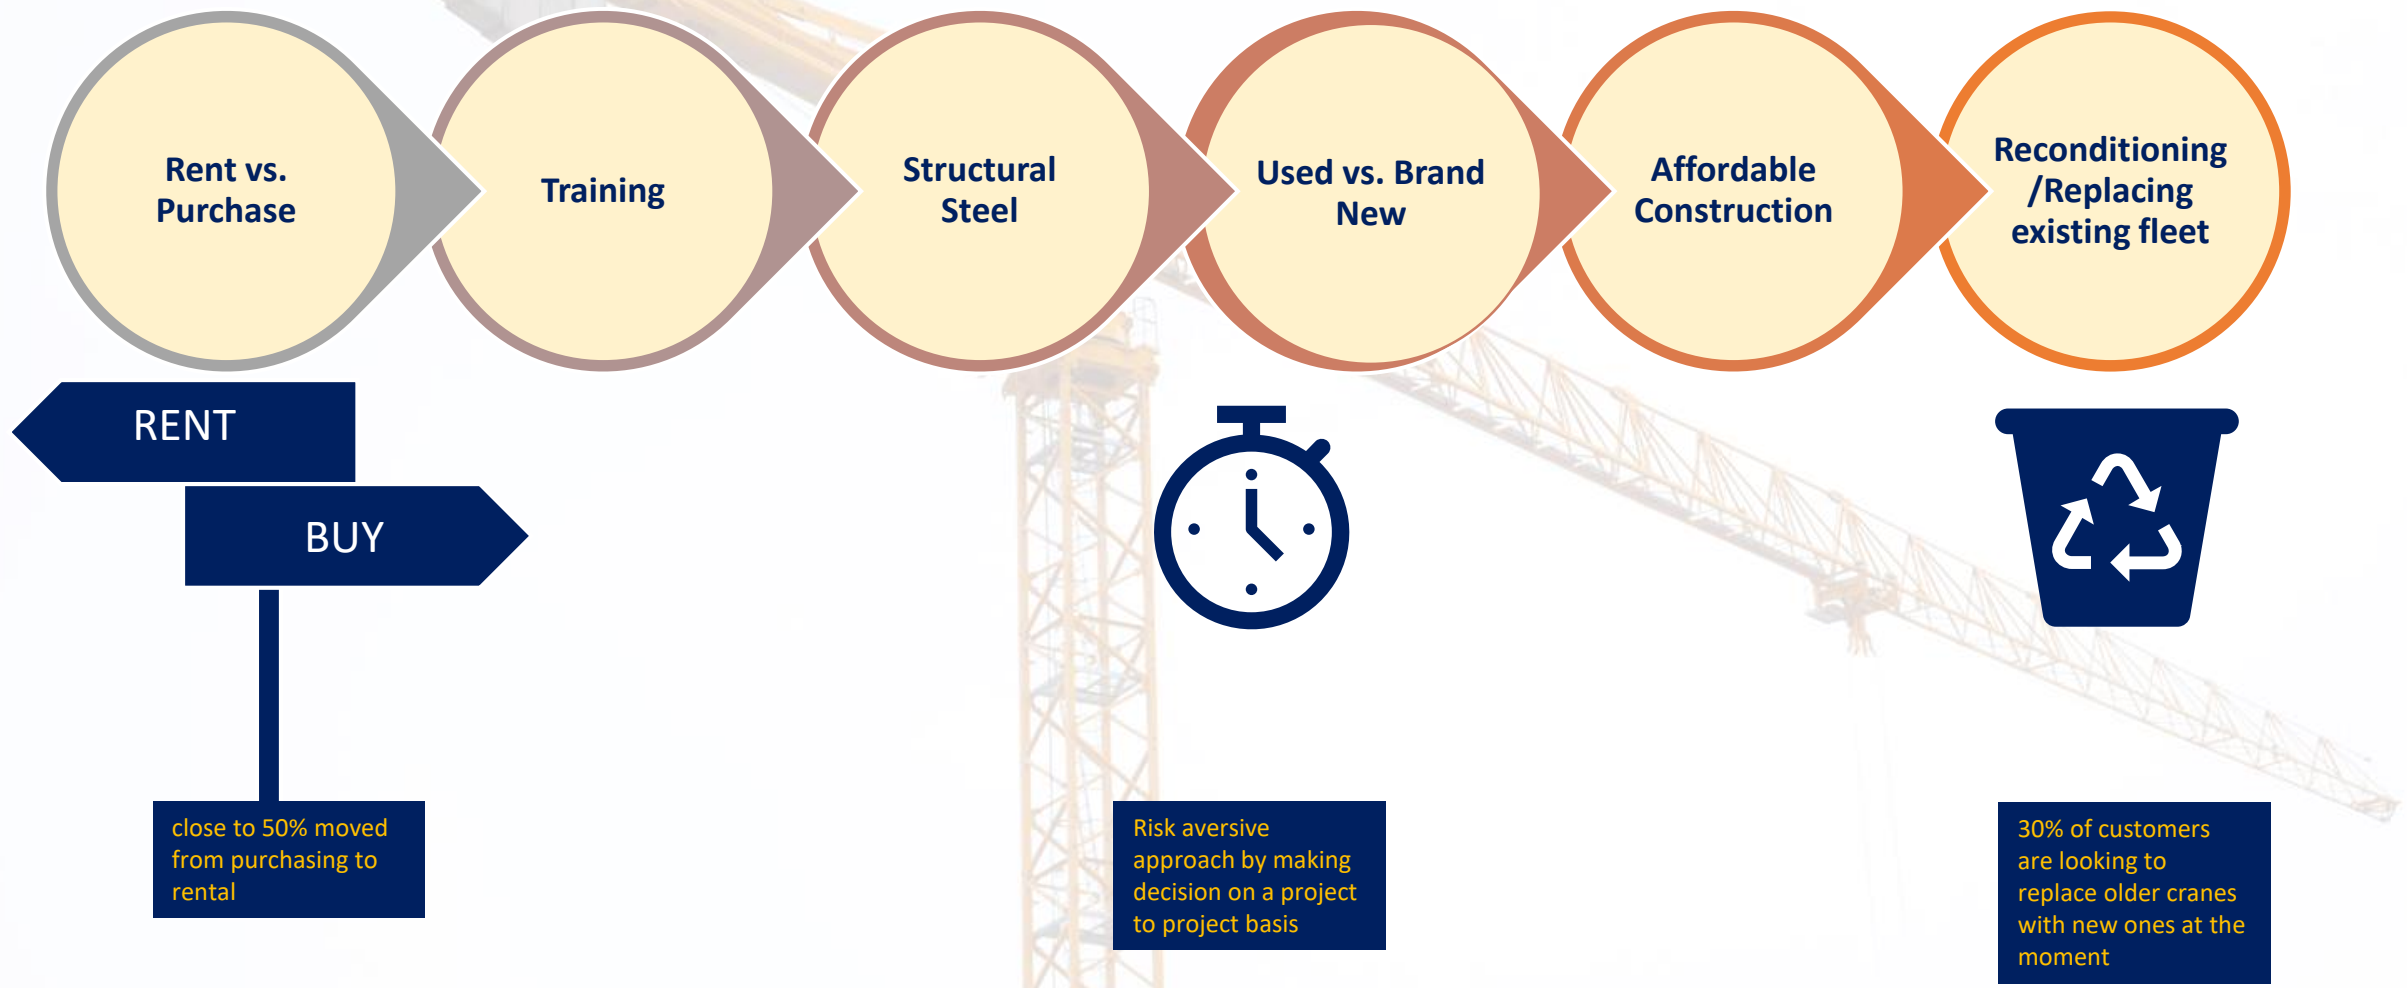 Rent vs.
Purchase
Training
Structural
Steel
Used vs. Brand
New
Affordable
Construction
Reconditioning
/Replacing
existing fleet
RENT
BUY
close to 50% moved
from purchasing to
rental
Risk aversive
approach by making
decision on a project
to project basis
30% of customers
are looking to
replace older cranes
with new ones at the
moment